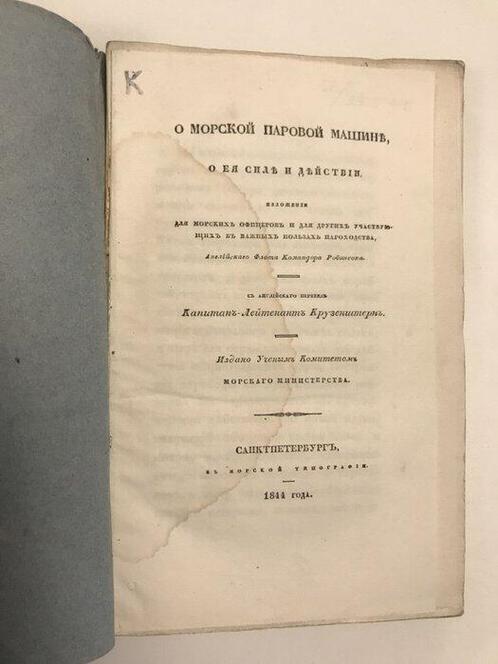 К
О МОРСКОЙ ПАРОВОЙ МАШИНѢ,
О ЕЯ СИЛѢ И ДѢЙСТВІИ,
ИЗЛОЖЕНІЕ
ДЛЯ МОРСКИХЪ ОФИЦЕРОВЪ И ДЛЯ ДРУГИХЪ УЧАСТВУЮ-
ЩИХЪ ВЪ ВАЖНЫХЪ ПОЛЬЗАХЪ ПАРОХОДСТВА,
Англійскаго Флота Командора Робинсона.
СЪ АНГЛІЙСКАГО ПЕРЕВЕЛЪ
Капитанъ-Лейтенантъ Крузенштернъ.
Издано Ученымъ Комитетомъ
МОРСКАГО МИНИСТЕРСТВА.
САНКТПЕТЕРБУРГЪ,
ВЪ МОРСКОЙ ТИПОГРАФІИ.
1844 ГОДА.